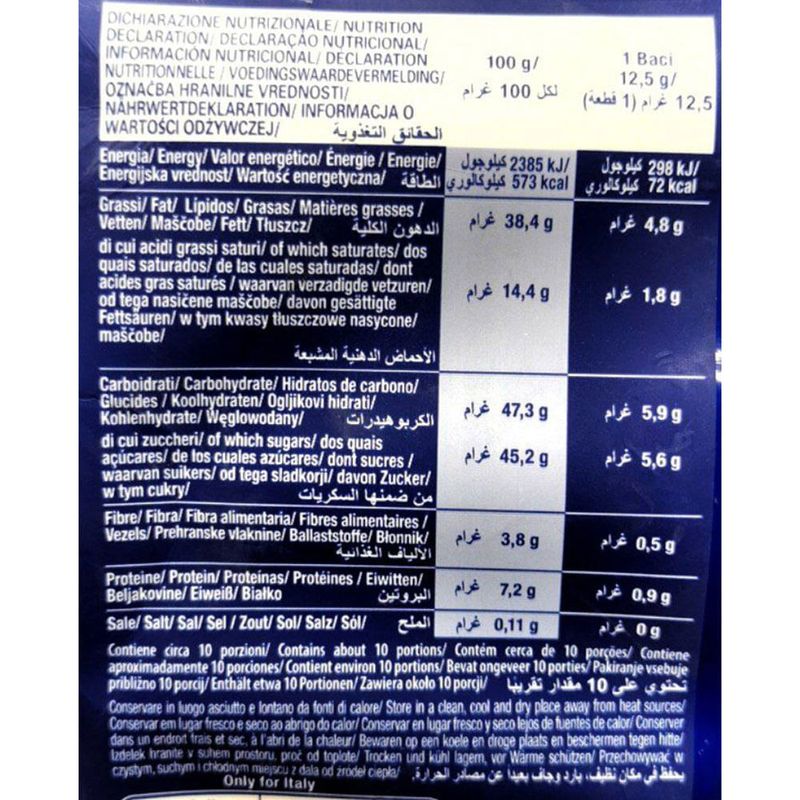 DICHIARAZIONE NUTRIZIONALE/ NUTRITION
DECLARATION/ DECLARAÇÃO NUTRICIONAL/
INFORMACIÓN NUTRICIONAL/ DÉCLARATION
NUTRITIONNELLE / VOEDINGSWAARDEVERMELDING/
OZNAČBA HRANILNE VREDNOSTI/
NÄHRWERTDEKLARATION/ INFORMACJA O
WARTOŚCI ODŻYWCZEJ/ الحقائق التغذوية
100 g/
لكل 100 غرام
1 Baci
12,5 g/
12,5 غرام (1 قطعة)
Energia/ Energy/ Valor energético/ Énergie / Energie/ 2385 kJ/ كيلوجول 298 kJ/ كيلوجول
Energijska vrednost/ Wartość energetyczna/ الطاقة 573 kcal كيلوكالوري 72 kcal كيلوكالوري
Grassi/ Fat/ Lípidos/ Grasas/ Matières grasses /
Vetten/ Maščobe/ Fett/ Tłuszcz/ الدهون الكلية 38,4 g غرام 4,8 g غرام
di cui acidi grassi saturi/ of which saturates/ dos
quais saturados/ de las cuales saturadas/ dont
acides gras saturés / waarvan verzadigde vetzuren/ 14,4 g غرام 1,8 g غرام
od tega nasičene maščobe/ davon gesättigte
Fettsäuren/ w tym kwasy tłuszczowe nasycone/
maščobe/
الأحماض الدهنية المشبعة
Carboidrati/ Carbohydrate/ Hidratos de carbono/
Glucides / Koolhydraten/ Ogljikovi hidrati/ 47,3 g غرام 5,9 g غرام
Kohlenhydrate/ Węglowodany/ الكربوهيدرات
di cui zuccheri/ of which sugars/ dos quais
açúcares/ de los cuales azúcares/ dont sucres / 45,2 g غرام 5,6 g غرام
waarvan suikers/ od tega sladkorji/ davon Zucker/
w tym cukry/ من ضمنها السكريات
Fibre/ Fibra/ Fibra alimentaria/ Fibres alimentaires /
Vezels/ Prehranske vlaknine/ Ballaststoffe/ Błonnik/ 3,8 g غرام 0,5 g غرام
الألياف الغذائية
Proteine/ Protein/ Proteínas/ Protéines / Eiwitten/
Beljakovine/ Eiweiß/ Białko البروتين 7,2 g غرام 0,9 g غرام
Sale/ Salt/ Sal/ Sel / Zout/ Sol/ Salz/ Sól/ الملح 0,11 g غرام 0 g غرام
Contiene circa 10 porzioni/ Contains about 10 portions/ Contém cerca de 10 porções/ Contiene
aproximadamente 10 porciones/ Contient environ 10 portions/ Bevat ongeveer 10 porties/ Pakiranje vsebuje
približno 10 porcij/ Enthält etwa 10 Portionen/ Zawiera około 10 porcji/ تحتوي على 10 مقدار تقريبا
Conservare in luogo asciutto e lontano da fonti di calore/ Store in a clean, cool and dry place away from heat sources/
Conservar em lugar fresco e seco ao abrigo do calor/ Conservar en lugar fresco y seco lejos de fuentes de calor/ Conserver
dans un endroit frais et sec, à l'abri de la chaleur/ Bewaren op een koele en droge plaats en beschermen tegen hitte/
Izdelek hranite v suhem prostoru, proč od toplote/ Trocken und kühl lagern, vor Wärme schützen/ Przechowywać w
czystym, suchym i chłodnym miejscu z dala od źródeł ciepła/ يحفظ في مكان نظيف، بارد وجاف بعيدا عن مصادر الحرارة.
Only for Italy